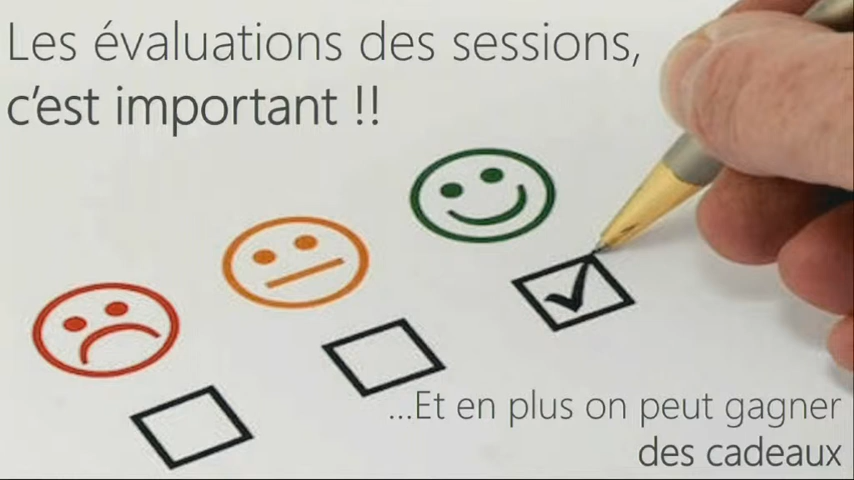 Les évaluations des sessions,
c’est important !!
...Et en plus on peut gagner
des cadeaux